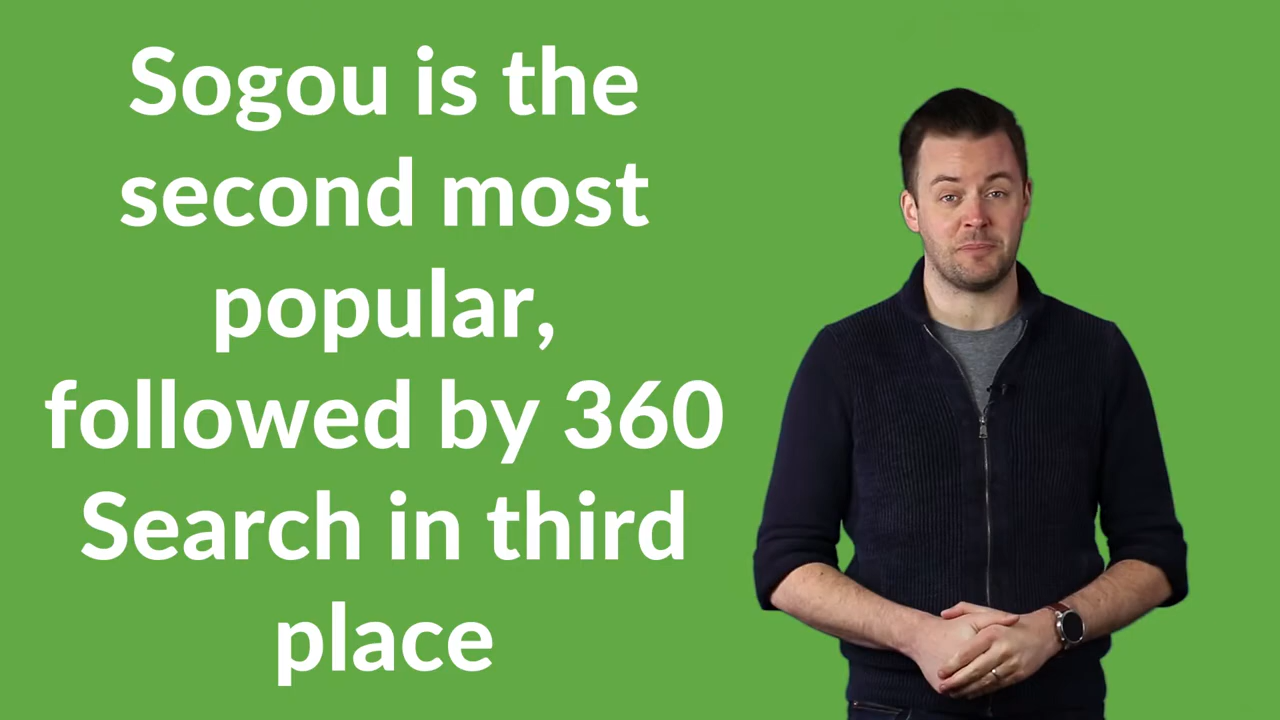 Sogou is the
second most
popular,
followed by 360
Search in third
place